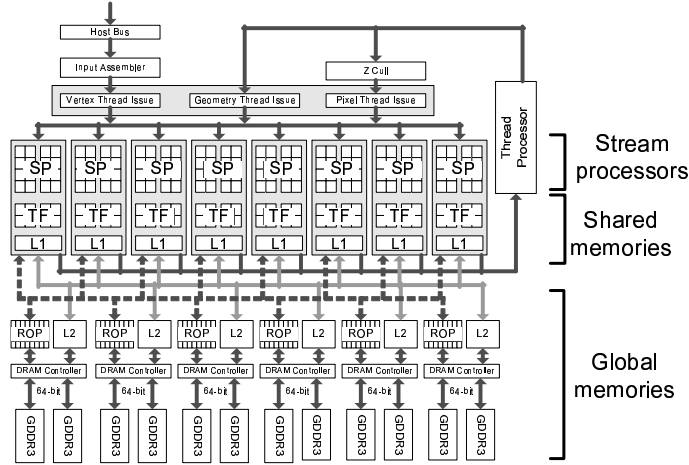 Host Bus
Input Assembler
Z Cull
Vertex Thread Issue
Geometry Thread Issue
Pixel Thread Issue
Thread Processor
SP SP SP SP SP SP SP SP
TF TF TF TF TF TF TF TF
L1 L1 L1 L1 L1 L1 L1 L1
Stream
processors
Shared
memories
ROP L2 ROP L2 ROP L2 ROP L2 ROP L2 ROP L2
DRAM Controller DRAM Controller DRAM Controller DRAM Controller DRAM Controller DRAM Controller
64-bit 64-bit 64-bit 64-bit 64-bit 64-bit
GDDR3 GDDR3 GDDR3 GDDR3 GDDR3 GDDR3 GDDR3 GDDR3 GDDR3 GDDR3 GDDR3 GDDR3
Global
memories